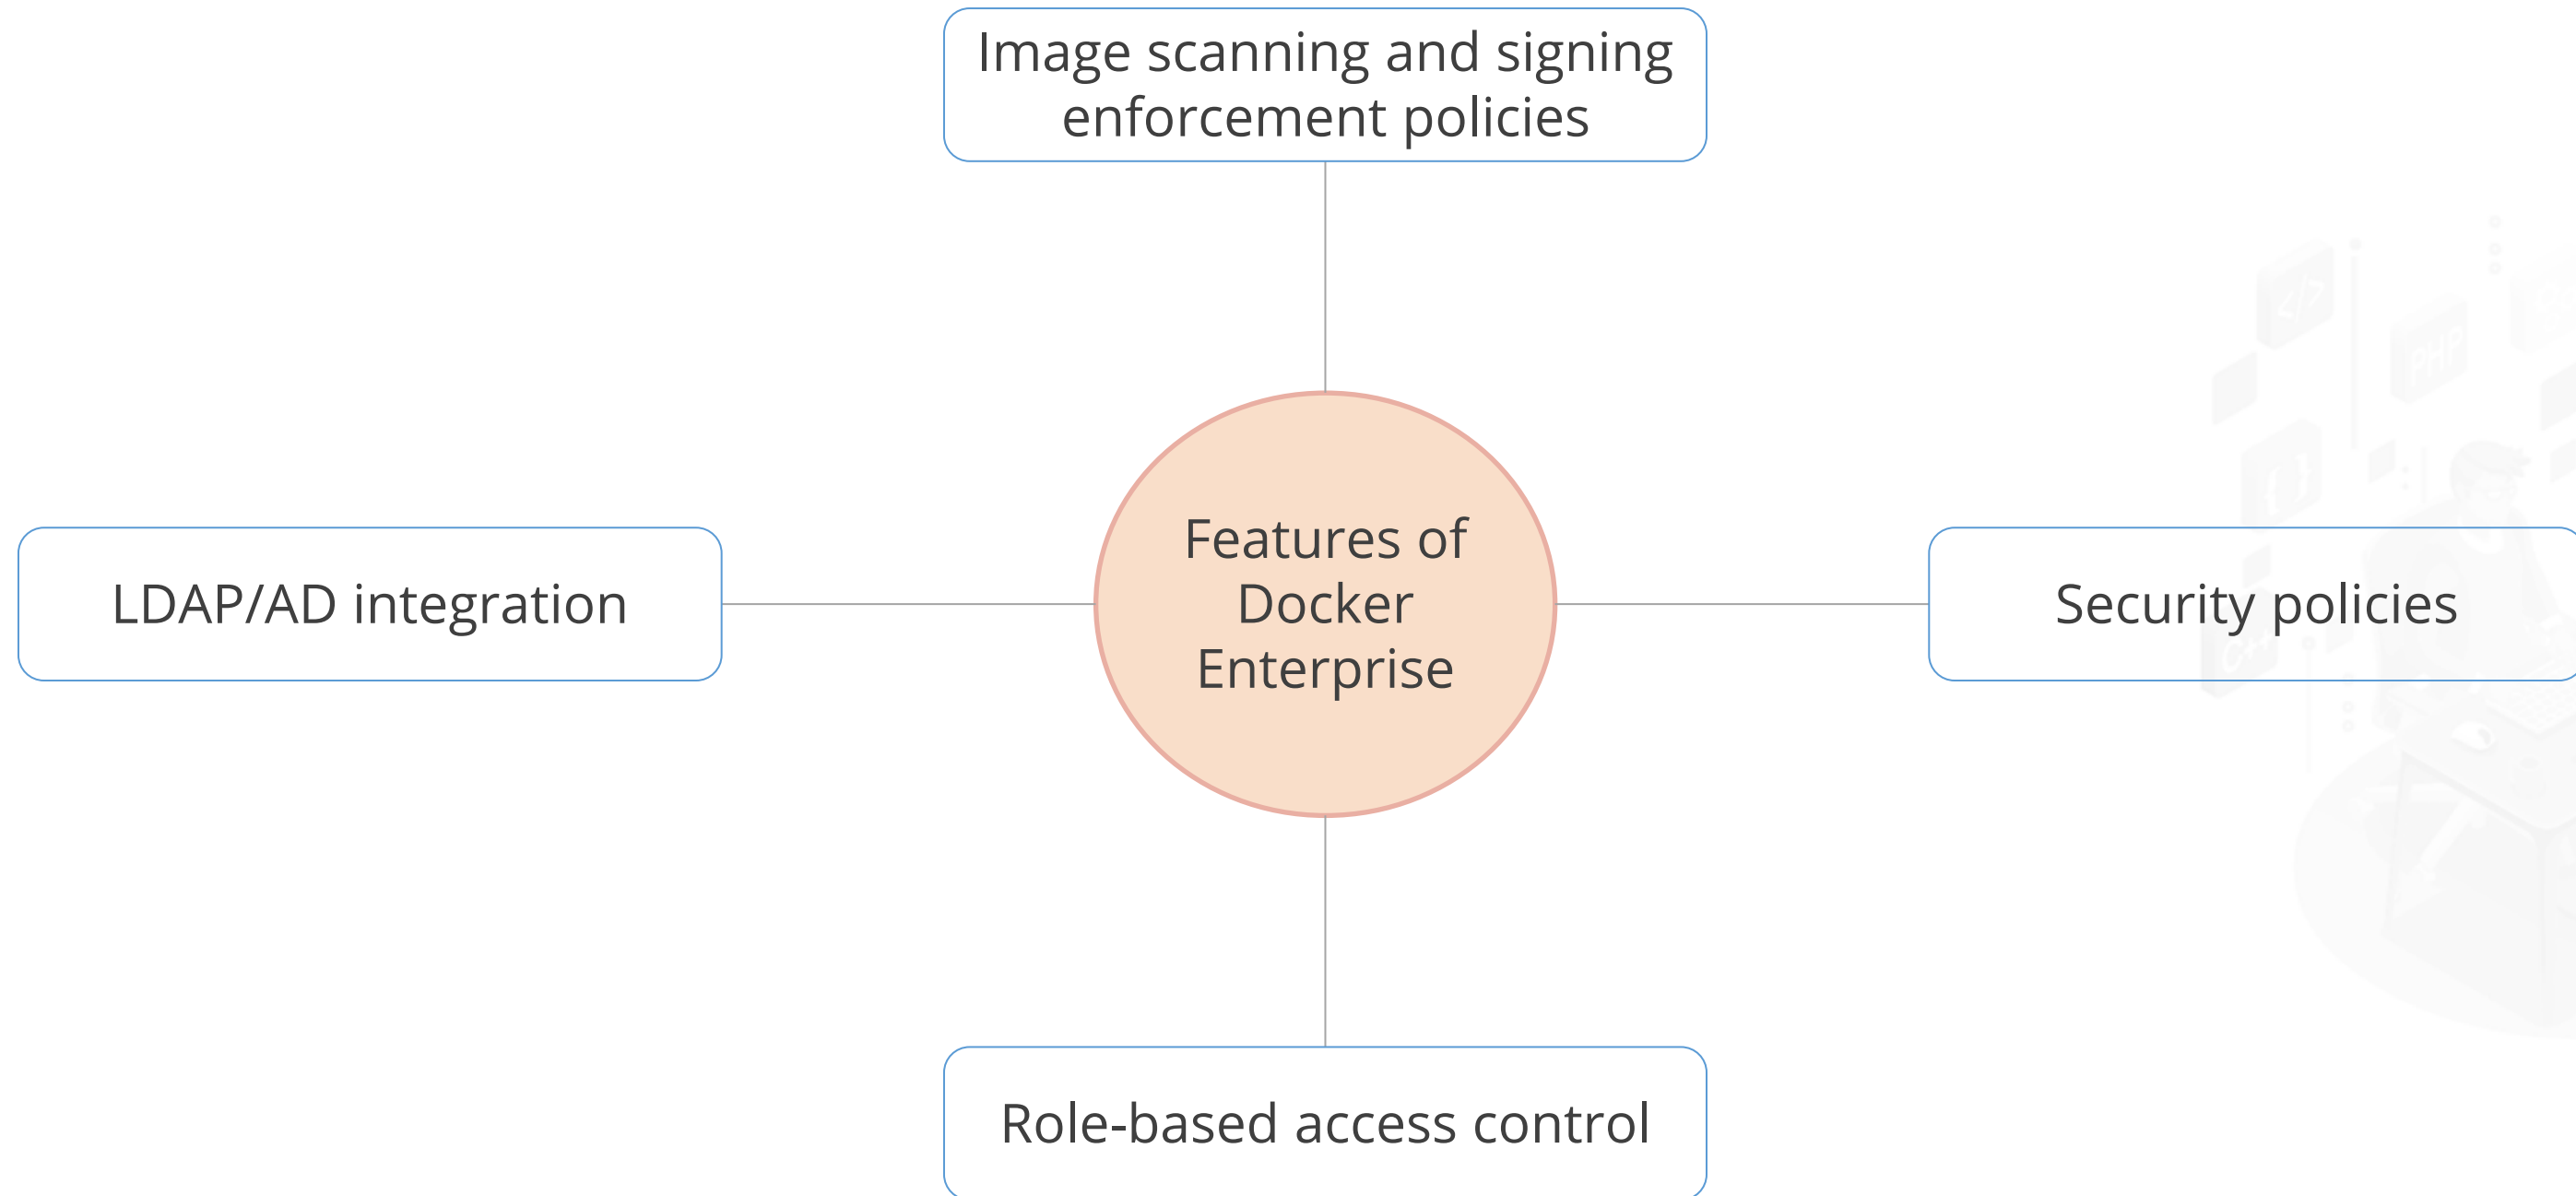 Image scanning and signing
enforcement policies
</>
PHP
{ }
Features of
Docker
Enterprise
LDAP/AD integration
Security policies
C++
Role-based access control